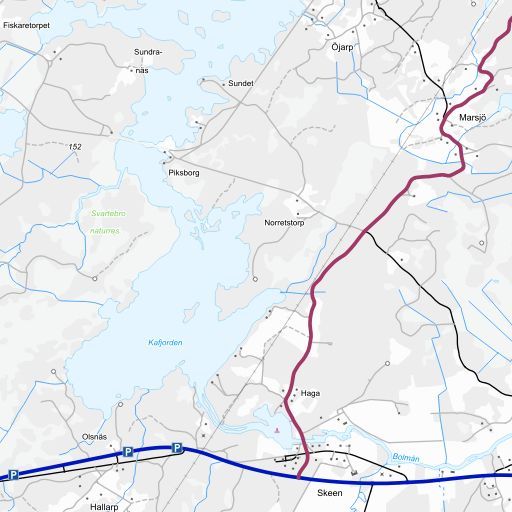 Fiskaretorpet
Sundra-
näs
Öjarp
Sundet
Marsjö
152
Piksborg
Svartebro
naturres
Norretstorp
Kafjorden
Haga
Olsnäs
Bolmån
P
P
P
Skeen
Hallarp